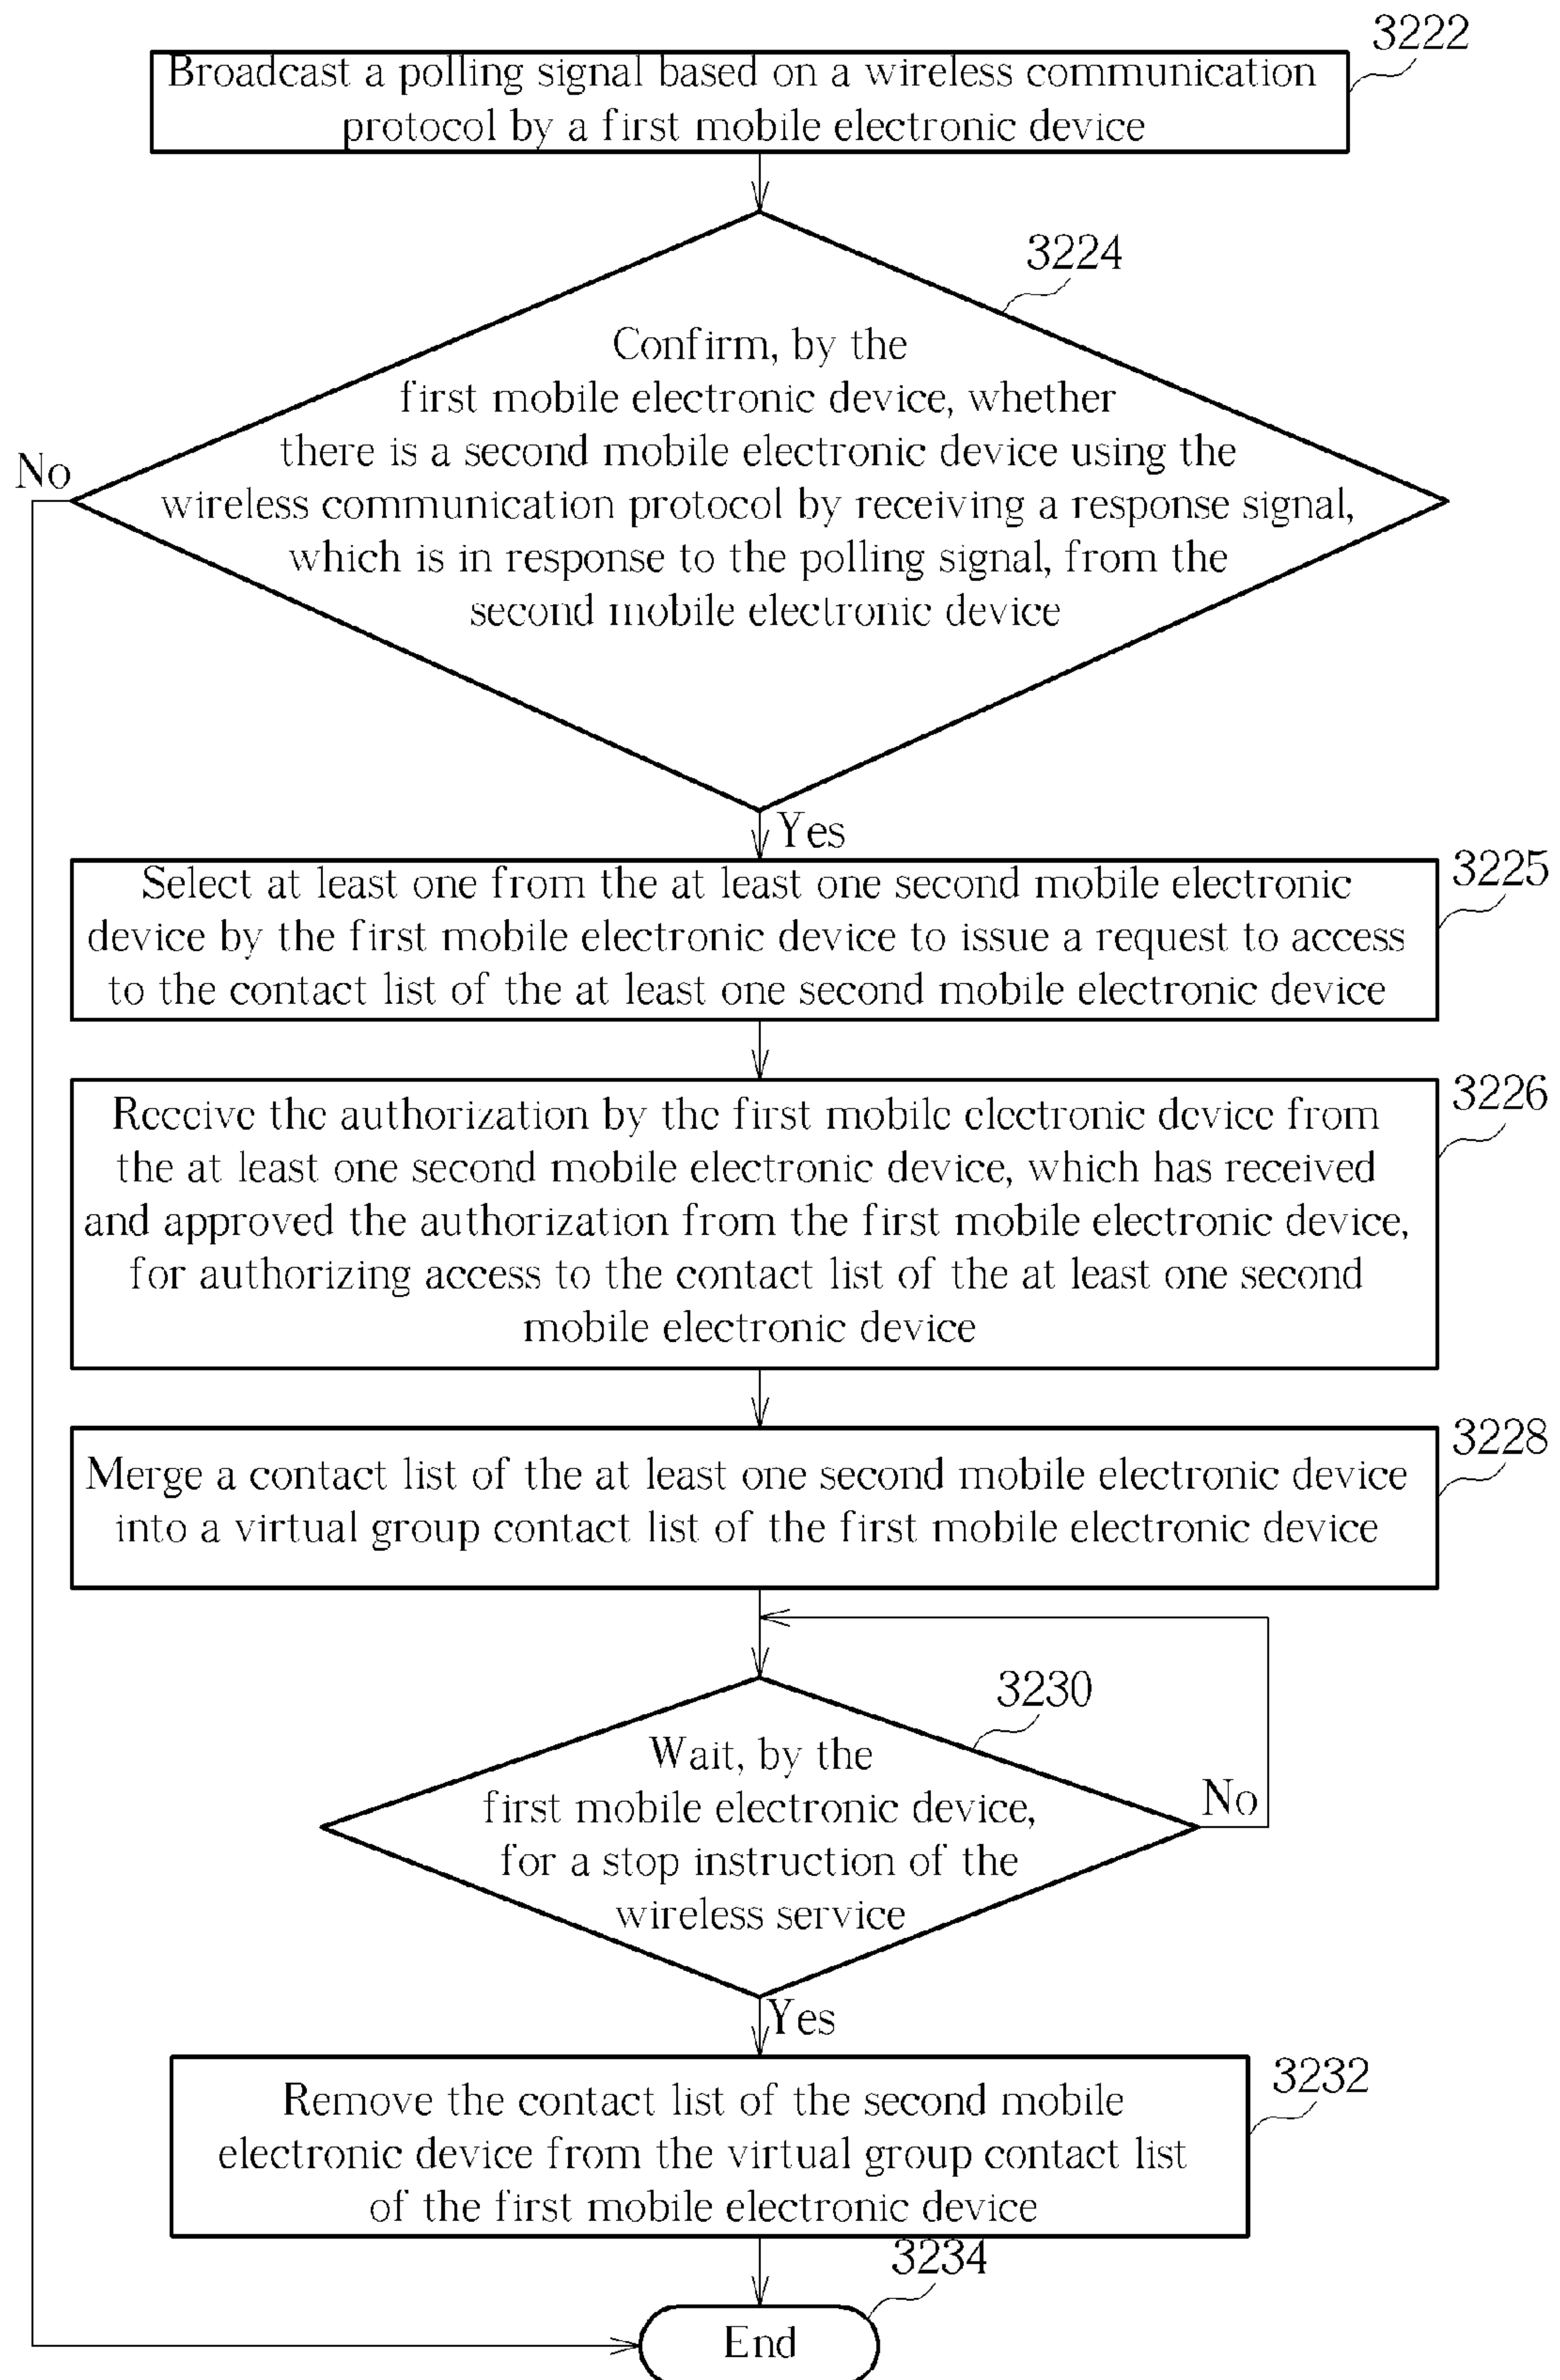 3222
Broadcast a polling signal based on a wireless communication
protocol by a first mobile electronic device
3224
Confirm, by the
first mobile electronic device, whether
there is a second mobile electronic device using the
No
wireless communication protocol by receiving a response signal,
which is in response to the polling signal, from the
second mobile electronic device
Yes
3225
Select at least one from the at least one second mobile electronic
device by the first mobile electronic device to issue a request to access
to the contact list of the at least one second mobile electronic device
3226
Receive the authorization by the first mobile electronic device from
the at least one second mobile electronic device, which has received
and approved the authorization from the first mobile electronic device,
for authorizing access to the contact list of the at least one second
mobile electronic device
3228
Merge a contact list of the at least one second mobile electronic device
into a virtual group contact list of the first mobile electronic device
3230
Wait, by the
first mobile electronic device,
No
for a stop instruction of the
wireless service
Yes
3232
Remove the contact list of the second mobile
electronic device from the virtual group contact list
of the first mobile electronic device
3234
End